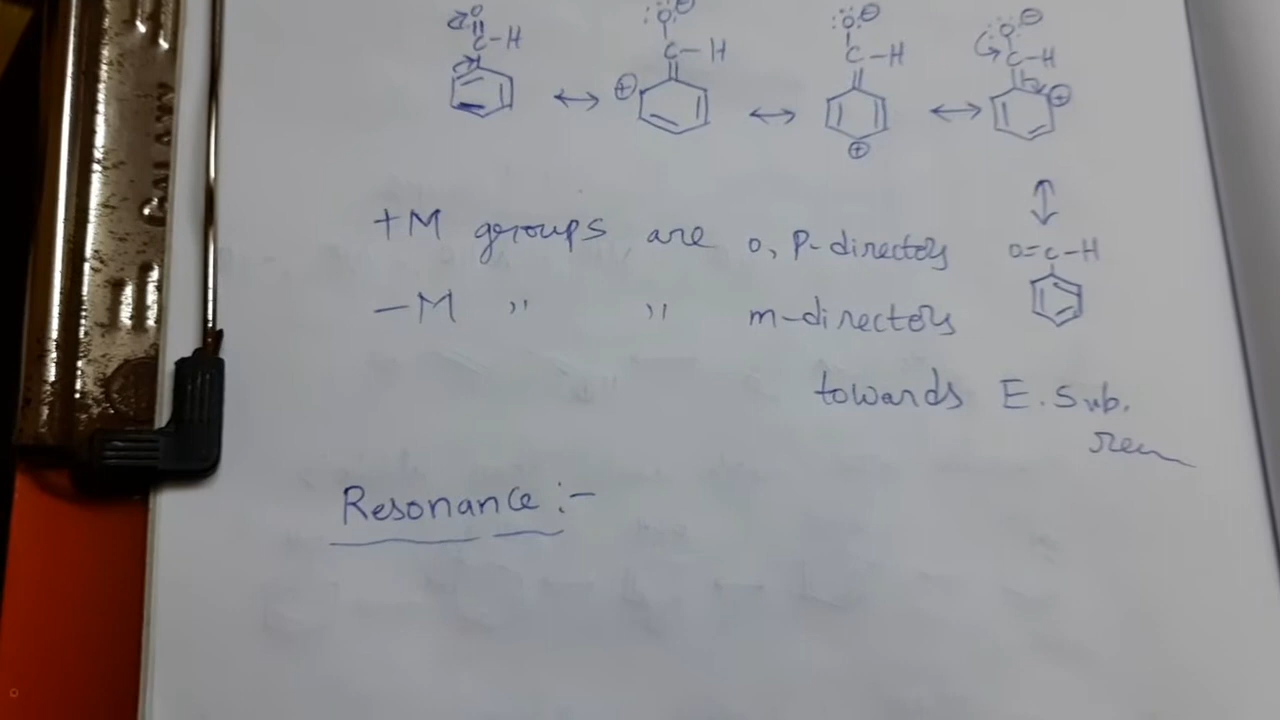 O
C-H
:Ö:⊖
C-H
⊕
↔
:Ö:⊖
C-H
⊕
↔
:Ö:⊖
C-H
⊕
↔
+M groups are o, p-directors
O=C-H
-M " " m-directors
towards E. Sub.
Resonance :-